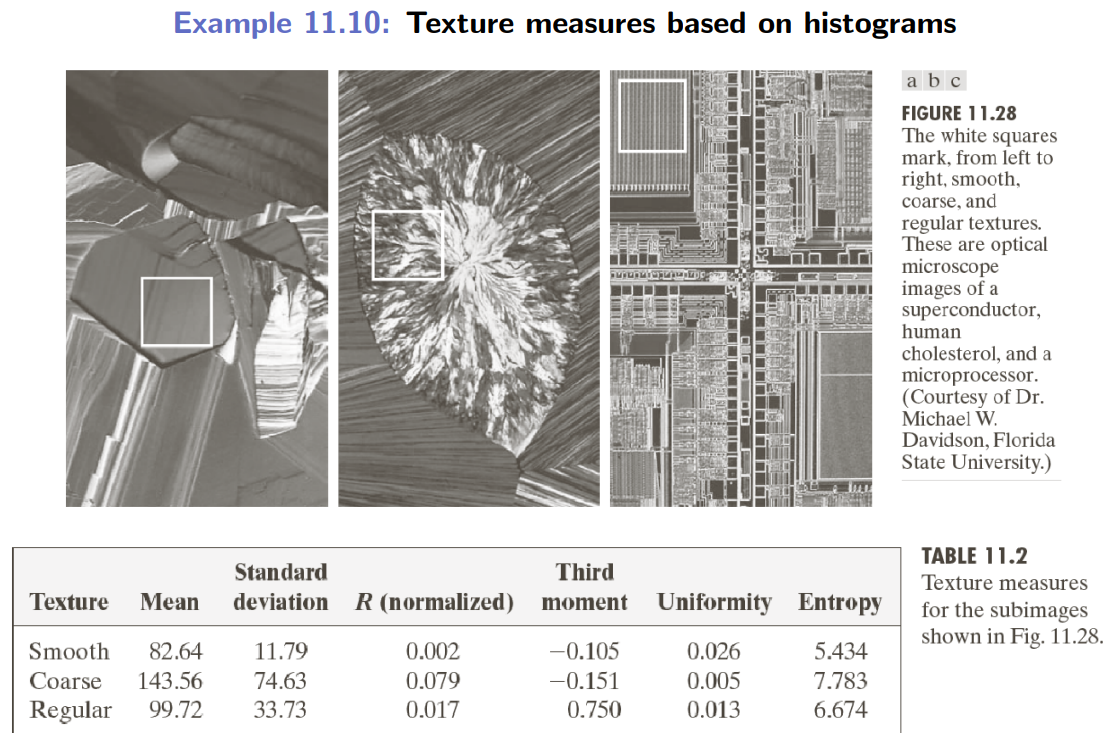 Example 11.10: Texture measures based on histograms
a b c
FIGURE 11.28
The white squares
mark, from left to
right, smooth,
coarse, and
regular textures.
These are optical
microscope
images of a
superconductor,
human
cholesterol, and a
microprocessor.
(Courtesy of Dr.
Michael W.
Davidson, Florida
State University.)
Texture Mean Standard deviation R (normalized) Third moment Uniformity Entropy
Smooth 82.64 11.79 0.002 −0.105 0.026 5.434
Coarse 143.56 74.63 0.079 −0.151 0.005 7.783
Regular 99.72 33.73 0.017 0.750 0.013 6.674
TABLE 11.2
Texture measures
for the subimages
shown in Fig. 11.28.